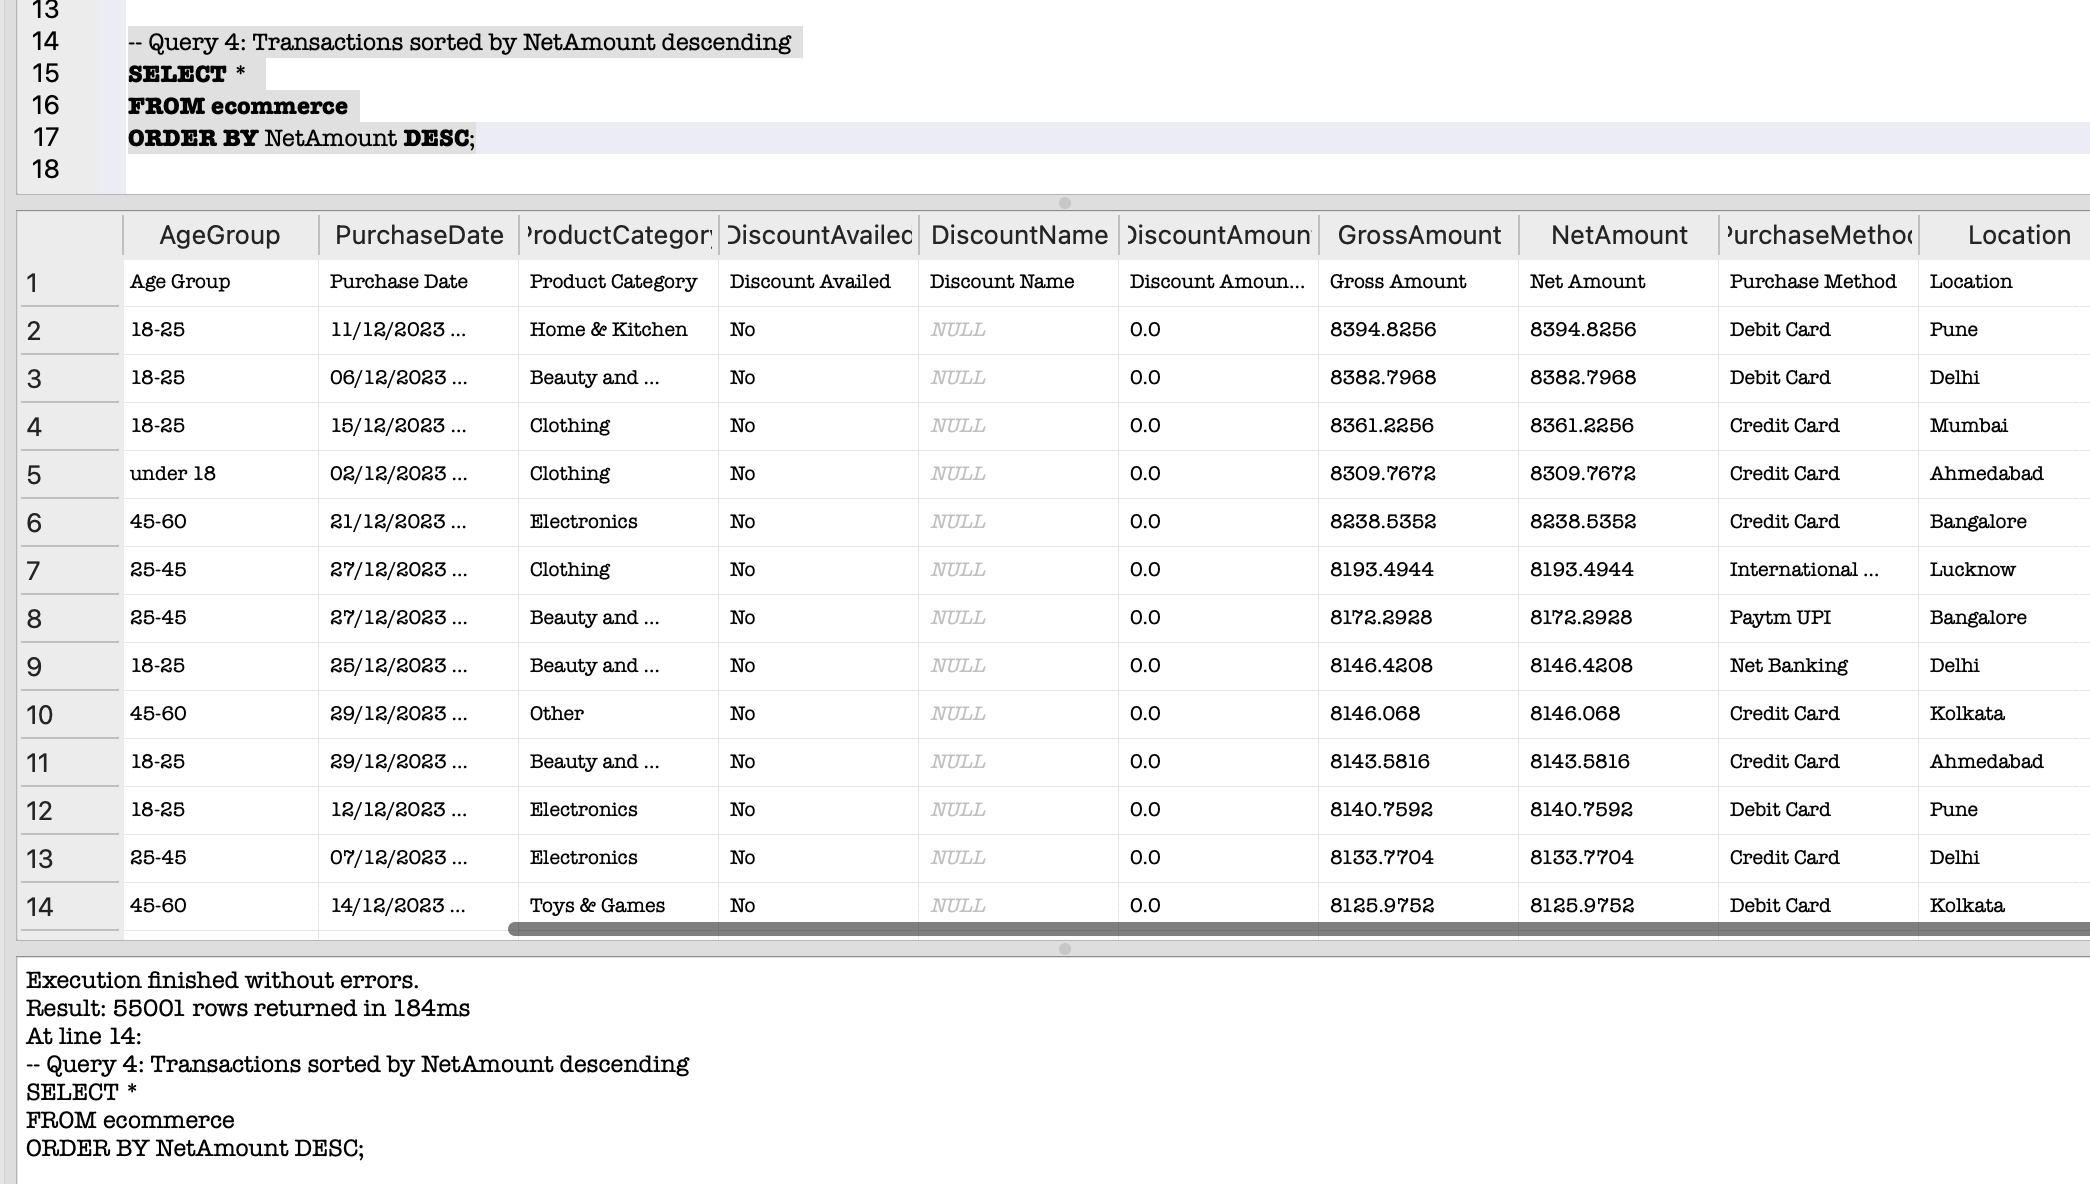 13
14 -- Query 4: Transactions sorted by NetAmount descending
15 SELECT *
16 FROM ecommerce
17 ORDER BY NetAmount DESC;
18
AgeGroup PurchaseDate ProductCategory DiscountAvailed DiscountName DiscountAmoun GrossAmount NetAmount PurchaseMethod Location
1 Age Group Purchase Date Product Category Discount Availed Discount Name Discount Amoun... Gross Amount Net Amount Purchase Method Location
2 18-25 11/12/2023 ... Home & Kitchen No NULL 0.0 8394.8256 8394.8256 Debit Card Pune
3 18-25 06/12/2023 ... Beauty and ... No NULL 0.0 8382.7968 8382.7968 Debit Card Delhi
4 18-25 15/12/2023 ... Clothing No NULL 0.0 8361.2256 8361.2256 Credit Card Mumbai
5 under 18 02/12/2023 ... Clothing No NULL 0.0 8309.7672 8309.7672 Credit Card Ahmedabad
6 45-60 21/12/2023 ... Electronics No NULL 0.0 8238.5352 8238.5352 Credit Card Bangalore
7 25-45 27/12/2023 ... Clothing No NULL 0.0 8193.4944 8193.4944 International ... Lucknow
8 25-45 27/12/2023 ... Beauty and ... No NULL 0.0 8172.2928 8172.2928 Paytm UPI Bangalore
9 18-25 25/12/2023 ... Beauty and ... No NULL 0.0 8146.4208 8146.4208 Net Banking Delhi
10 45-60 29/12/2023 ... Other No NULL 0.0 8146.068 8146.068 Credit Card Kolkata
11 18-25 29/12/2023 ... Beauty and ... No NULL 0.0 8143.5816 8143.5816 Credit Card Ahmedabad
12 18-25 12/12/2023 ... Electronics No NULL 0.0 8140.7592 8140.7592 Debit Card Pune
13 25-45 07/12/2023 ... Electronics No NULL 0.0 8133.7704 8133.7704 Credit Card Delhi
14 45-60 14/12/2023 ... Toys & Games No NULL 0.0 8125.9752 8125.9752 Debit Card Kolkata
Execution finished without errors.
Result: 55001 rows returned in 184ms
At line 14:
-- Query 4: Transactions sorted by NetAmount descending
SELECT *
FROM ecommerce
ORDER BY NetAmount DESC;